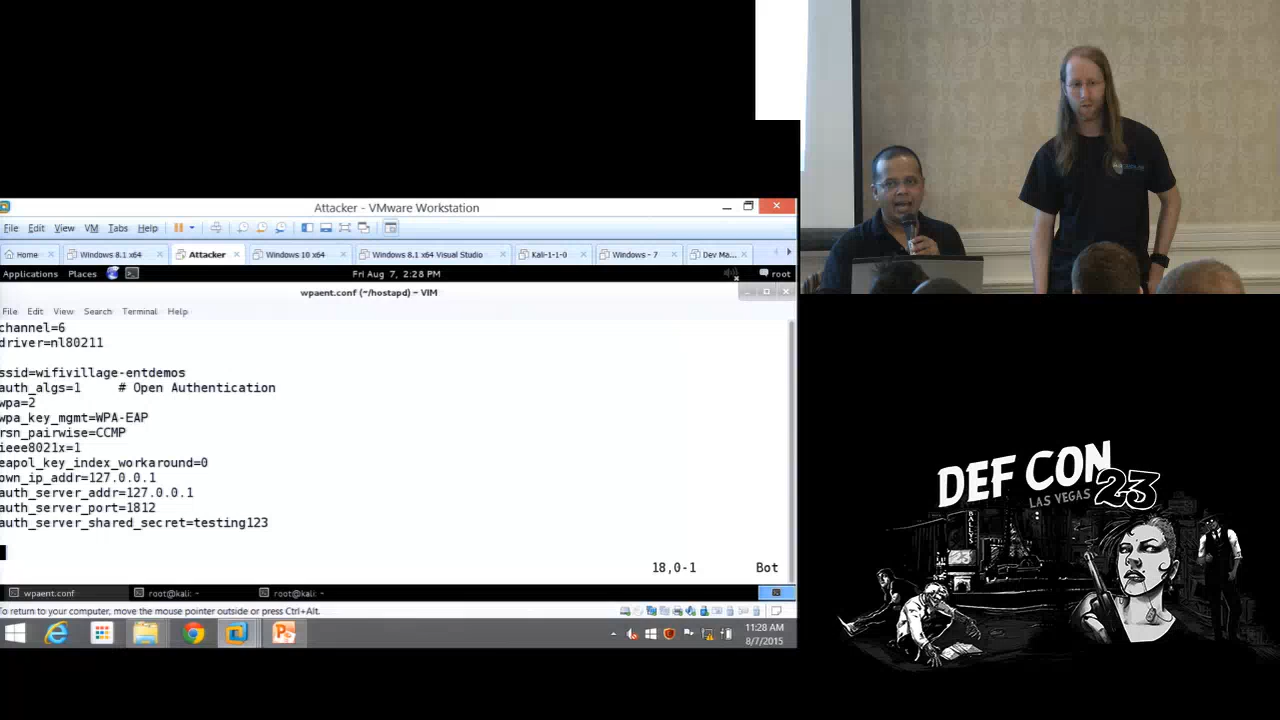 Attacker - VMware Workstation
File Edit View VM Tabs Help
Home Windows 8.1 x64 Attacker Windows 10 x64 Windows 8.1 x64 Visual Studio Kali-1-1-0 Windows - 7 Dev Ma...
Applications Places Fri Aug 7, 2:28 PM root
wpaent.conf (~/hostapd) - VIM
File Edit View Search Terminal Help
channel=6
driver=nl80211
ssid=wifivillage-entdemos
auth_algs=1 # Open Authentication
wpa=2
wpa_key_mgmt=WPA-EAP
rsn_pairwise=CCMP
ieee8021x=1
eapol_key_index_workaround=0
own_ip_addr=127.0.0.1
auth_server_addr=127.0.0.1
auth_server_port=1812
auth_server_shared_secret=testing123
18,0-1 Bot
wpaent.conf root@kali: ~ root@kali: ~
To return to your computer, move the mouse pointer outside or press Ctrl+Alt.
11:28 AM
8/7/2015
DEF CON
LAS VEGAS 23
BALLYS
23